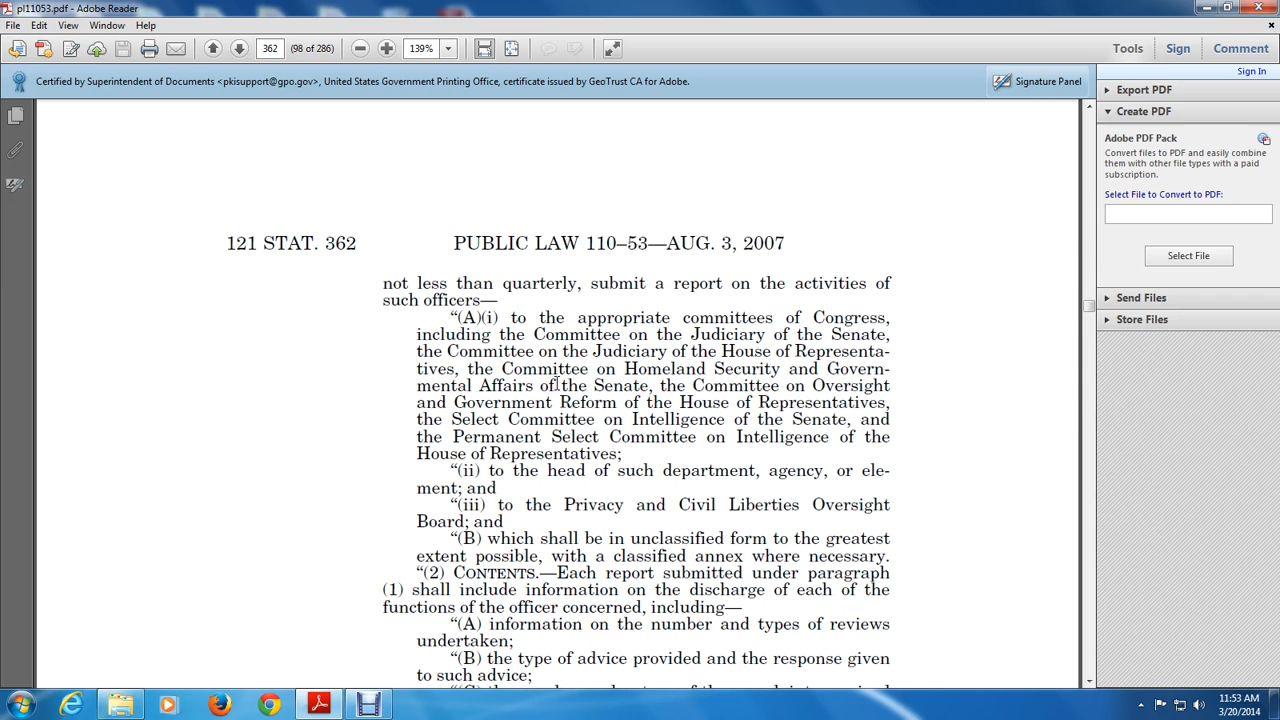 pl11053.pdf - Adobe Reader
File Edit View Window Help
362 (98 of 286) 139% Tools Sign Comment
Certified by Superintendent of Documents <pkisupport@gpo.gov>, United States Government Printing Office, certificate issued by GeoTrust CA for Adobe. Signature Panel
Sign In
Export PDF
Create PDF
Adobe PDF Pack
Convert files to PDF and easily combine
them with other file types with a paid
subscription.
Select File to Convert to PDF:
Select File
Send Files
Store Files
121 STAT. 362 PUBLIC LAW 110–53—AUG. 3, 2007
not less than quarterly, submit a report on the activities of
such officers—
“(A)(i) to the appropriate committees of Congress,
including the Committee on the Judiciary of the Senate,
the Committee on the Judiciary of the House of Representa-
tives, the Committee on Homeland Security and Govern-
mental Affairs of the Senate, the Committee on Oversight
and Government Reform of the House of Representatives,
the Select Committee on Intelligence of the Senate, and
the Permanent Select Committee on Intelligence of the
House of Representatives;
“(ii) to the head of such department, agency, or ele-
ment; and
“(iii) to the Privacy and Civil Liberties Oversight
Board; and
“(B) which shall be in unclassified form to the greatest
extent possible, with a classified annex where necessary.
“(2) CONTENTS.—Each report submitted under paragraph
(1) shall include information on the discharge of each of the
functions of the officer concerned, including—
“(A) information on the number and types of reviews
undertaken;
“(B) the type of advice provided and the response given
to such advice;
11:53 AM
3/20/2014